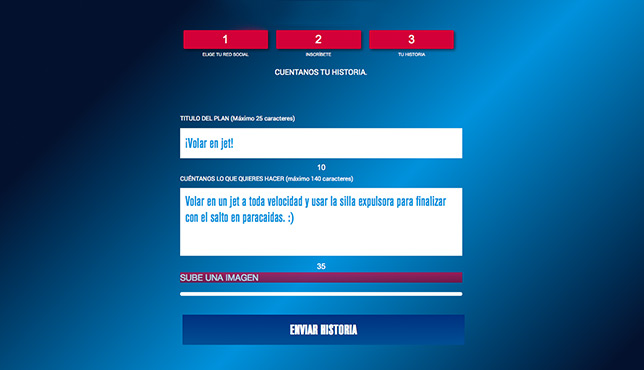 1 2 3
ELIGE TU RED SOCIAL INSCRÍBETE TU HISTORIA
CUENTANOS TU HISTORIA.
TITULO DEL PLAN (Máximo 25 caracteres)
¡Volar en jet!
10
CUÉNTANOS LO QUE QUIERES HACER (máximo 140 caracteres)
Volar en un jet a toda velocidad y usar la silla expulsora para finalizar
con el salto en paracaidas. :)
35
SUBE UNA IMAGEN
ENVIAR HISTORIA